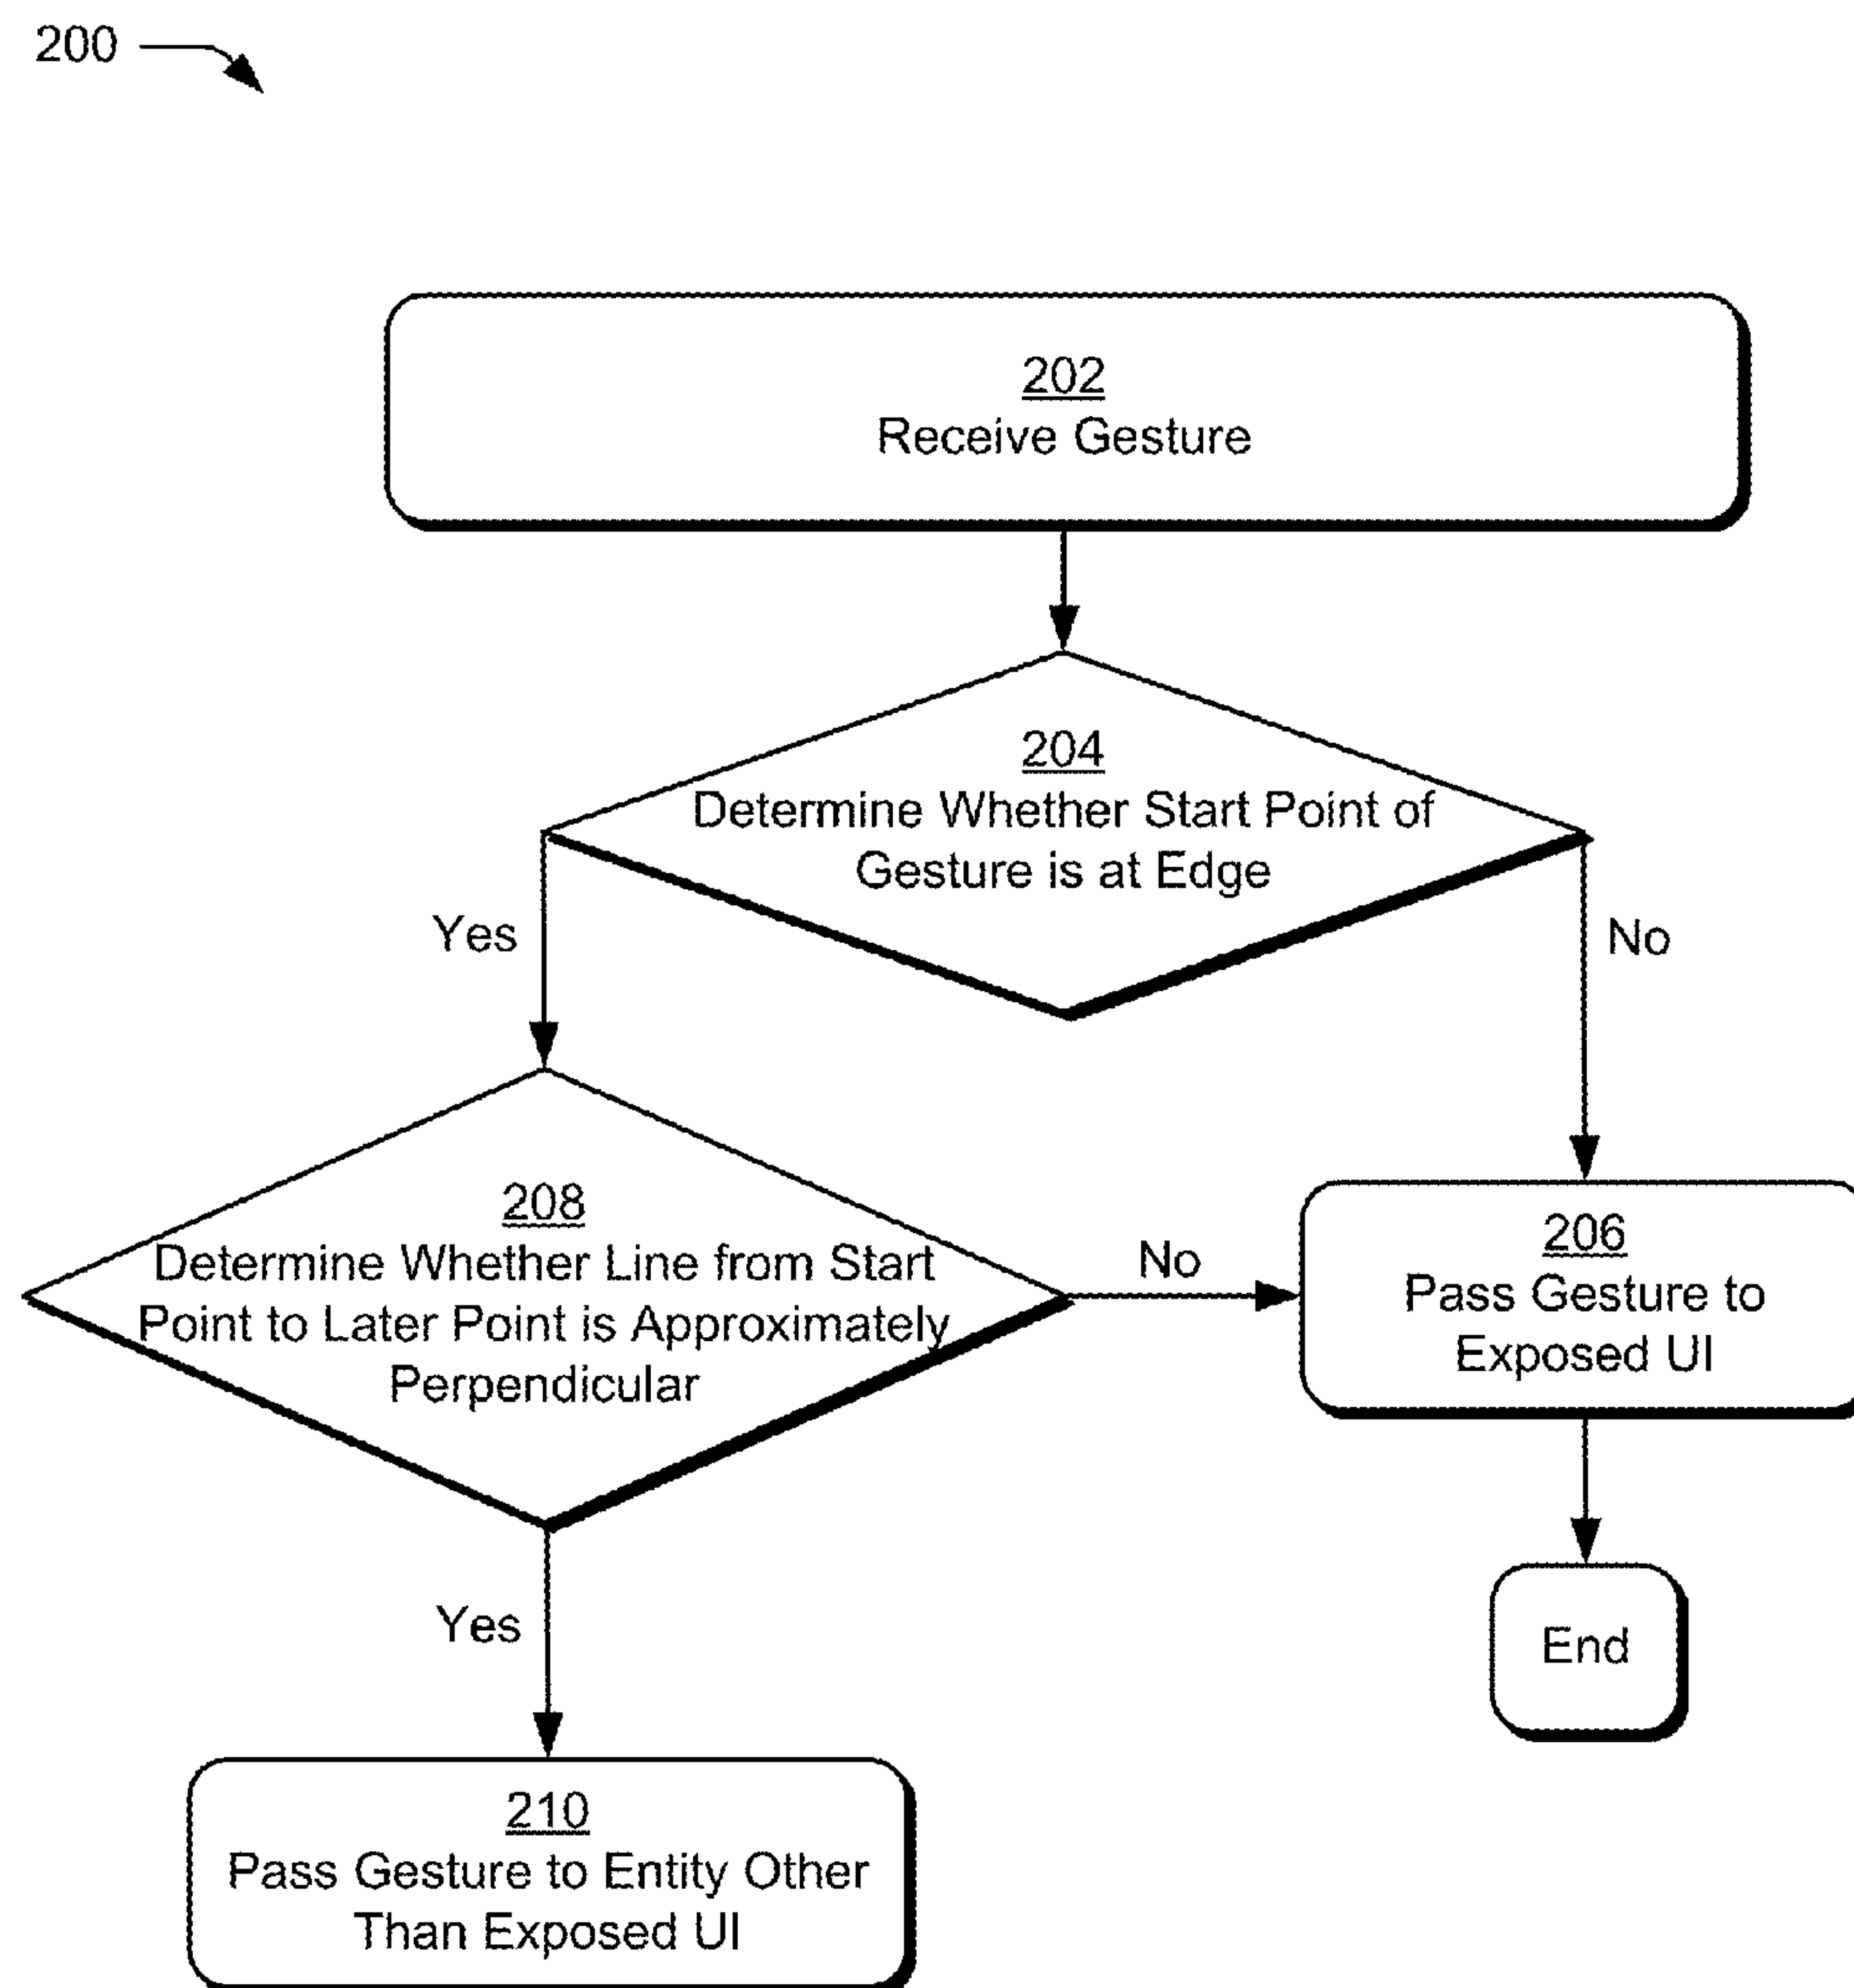 200
202
Receive Gesture
204
Determine Whether Start Point of
Gesture is at Edge
Yes
No
208
Determine Whether Line from Start
Point to Later Point is Approximately
Perpendicular
No
206
Pass Gesture to
Exposed UI
Yes
End
210
Pass Gesture to Entity Other
Than Exposed UI